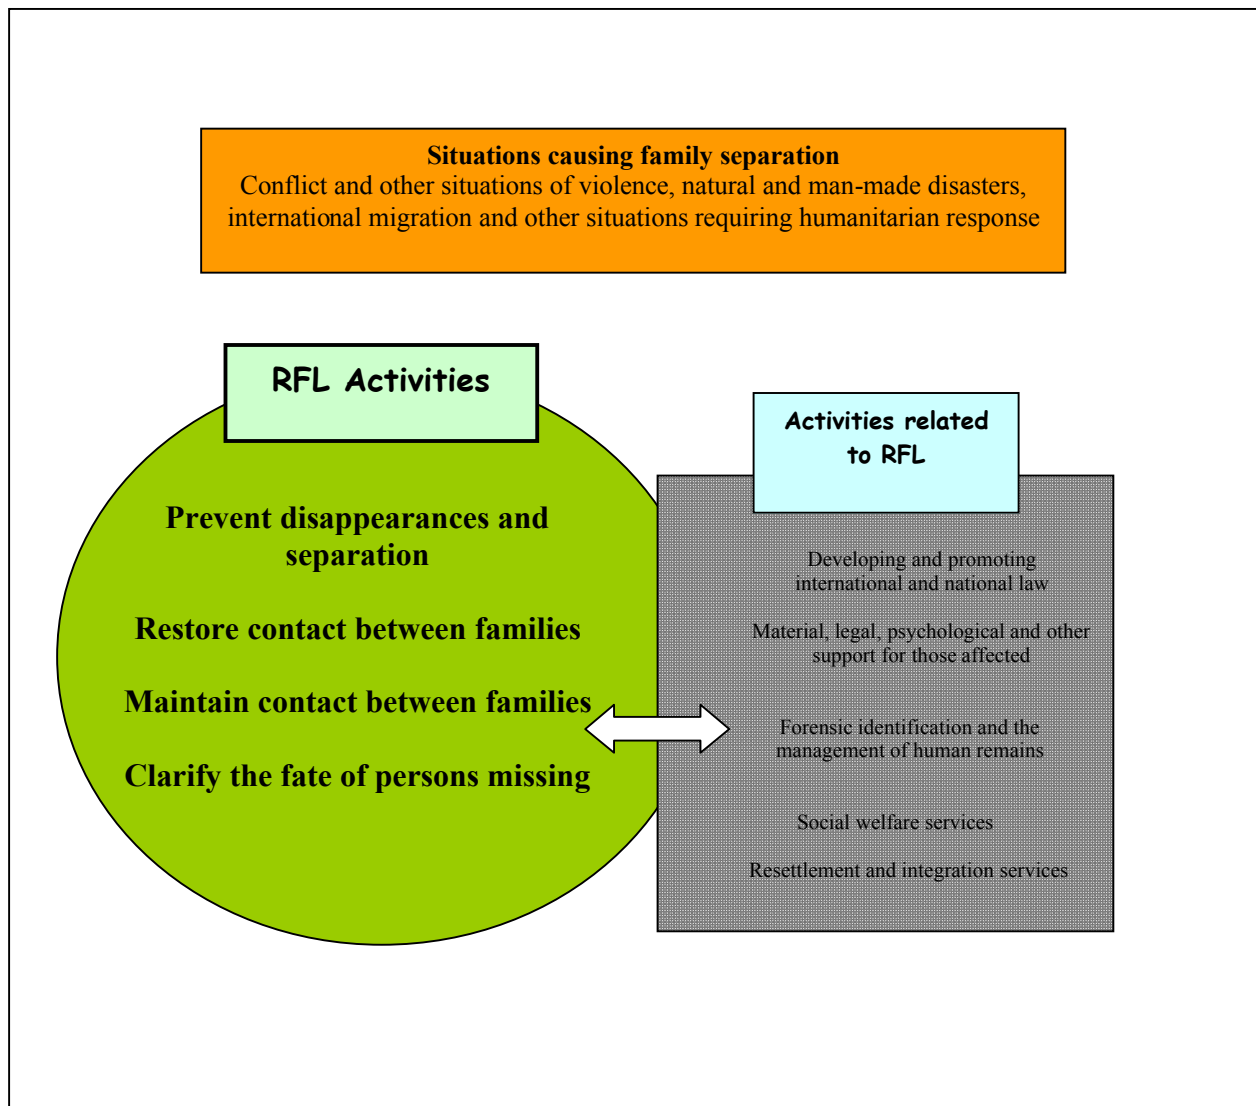 Situations causing family separation
Conflict and other situations of violence, natural and man-made disasters,
international migration and other situations requiring humanitarian response
RFL Activities
Prevent disappearances and
separation
Restore contact between families
Maintain contact between families
Clarify the fate of persons missing
Activities related
to RFL
Developing and promoting
international and national law
Material, legal, psychological and other
support for those affected
Forensic identification and the
management of human remains
Social welfare services
Resettlement and integration services